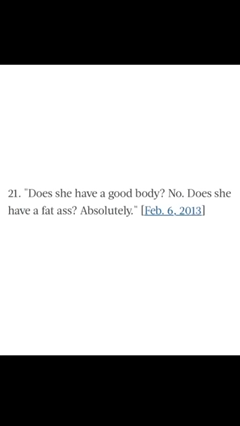 21. "Does she have a good body? No. Does she
have a fat ass? Absolutely." [Feb. 6, 2013]